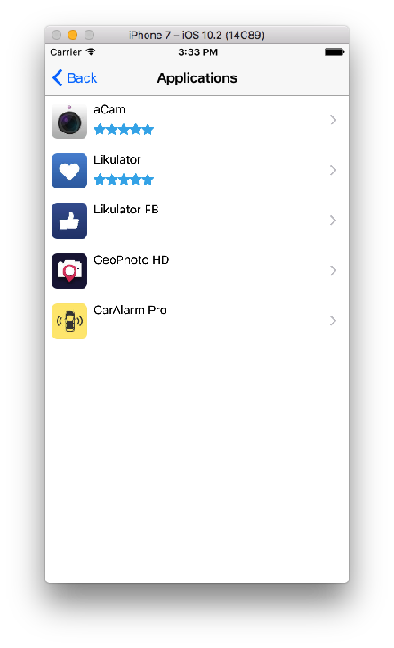 iPhone 7 – iOS 10.2 (14C89)
Carrier 3:33 PM
Back Applications
aCam
Likulator
Likulator FB
GeoPhoto HD
CarAlarm Pro